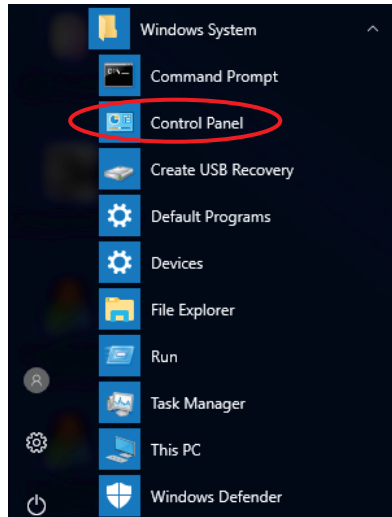 Windows System
Command Prompt
Control Panel
Create USB Recovery
Default Programs
Devices
File Explorer
Run
Task Manager
This PC
Windows Defender